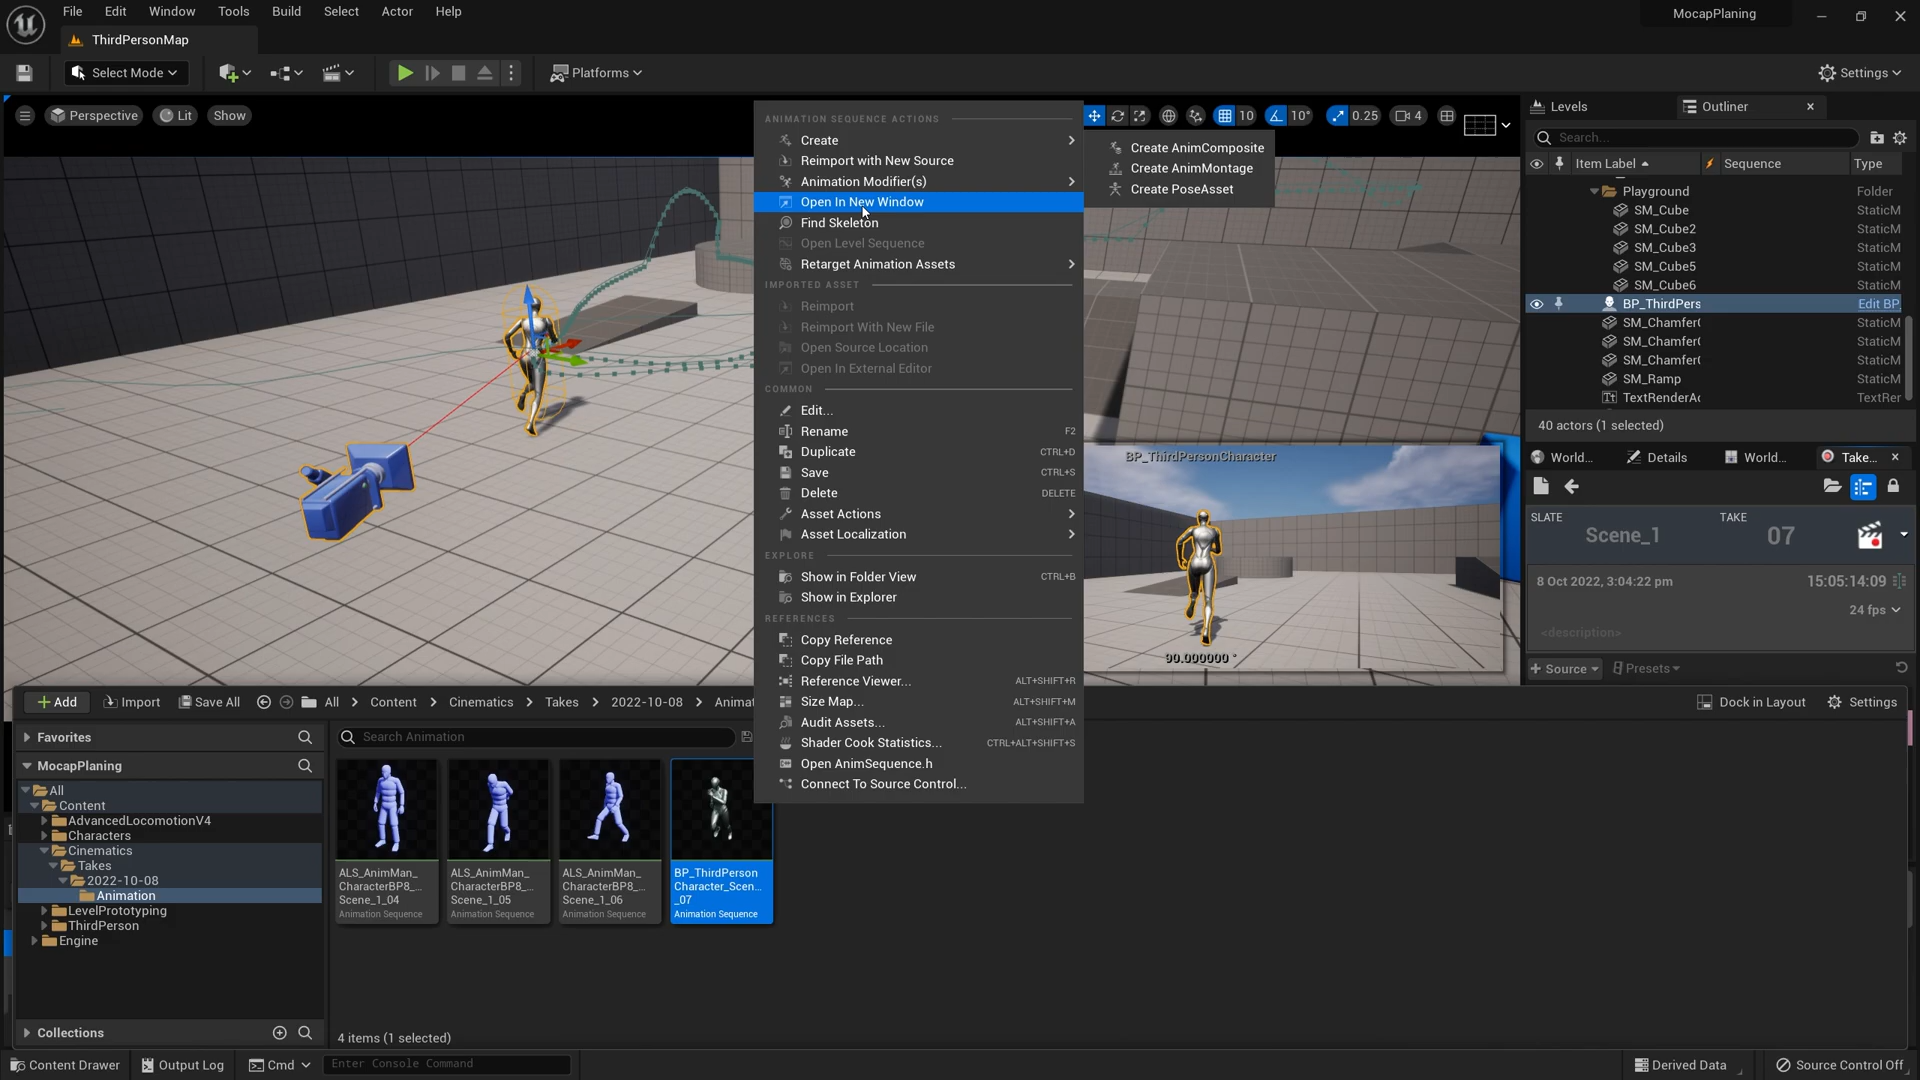 File Edit Window Tools Build Select Actor Help
MocapPlaning
ThirdPersonMap
Select Mode
Platforms
Settings
Perspective
Lit
Show
10
10°
0.25
4
ANIMATION SEQUENCE ACTIONS
Create
Reimport with New Source
Animation Modifier(s)
Open In New Window
Find Skeleton
Open Level Sequence
Retarget Animation Assets
IMPORTED ASSET
Reimport
Reimport With New File
Open Source Location
Open In External Editor
COMMON
Edit...
Rename F2
Duplicate CTRL+D
Save CTRL+S
Delete DELETE
Asset Actions
Asset Localization
EXPLORE
Show in Folder View CTRL+B
Show in Explorer
REFERENCES
Copy Reference
Copy File Path
Reference Viewer... ALT+SHIFT+R
Size Map... ALT+SHIFT+M
Audit Assets... ALT+SHIFT+A
Shader Cook Statistics... CTRL+ALT+SHIFT+S
Open AnimSequence.h
Connect To Source Control...
Create AnimComposite
Create AnimMontage
Create PoseAsset
BP_ThirdPersonCharacter
90.000000 °
Levels
Outliner
Search...
Item Label Sequence Type
Playground Folder
SM_Cube StaticM
SM_Cube2 StaticM
SM_Cube3 StaticM
SM_Cube5 StaticM
SM_Cube6 StaticM
BP_ThirdPers Edit BP
SM_Chamfer StaticM
SM_Chamfer StaticM
SM_Chamfer StaticM
SM_Ramp StaticM
TextRenderAc TextRer
40 actors (1 selected)
World... Details World... Take...
SLATE Scene_1 TAKE 07
8 Oct 2022, 3:04:22 pm 15:05:14:09
24 fps
<description>
Source Presets
Add Import Save All All > Content > Cinematics > Takes > 2022-10-08 > Animat
Dock in Layout Settings
Favorites
MocapPlaning
All
Content
AdvancedLocomotionV4
Characters
Cinematics
Takes
2022-10-08
Animation
LevelPrototyping
ThirdPerson
Engine
Collections
Search Animation
ALS_AnimMan_
CharacterBP8_...
Scene_1_04
Animation Sequence
ALS_AnimMan_
CharacterBP8_...
Scene_1_05
Animation Sequence
ALS_AnimMan_
CharacterBP8_...
Scene_1_06
Animation Sequence
BP_ThirdPerson
Character_Scen...
_07
Animation Sequence
4 items (1 selected)
Content Drawer Output Log Cmd Enter Console Command
Derived Data Source Control Off